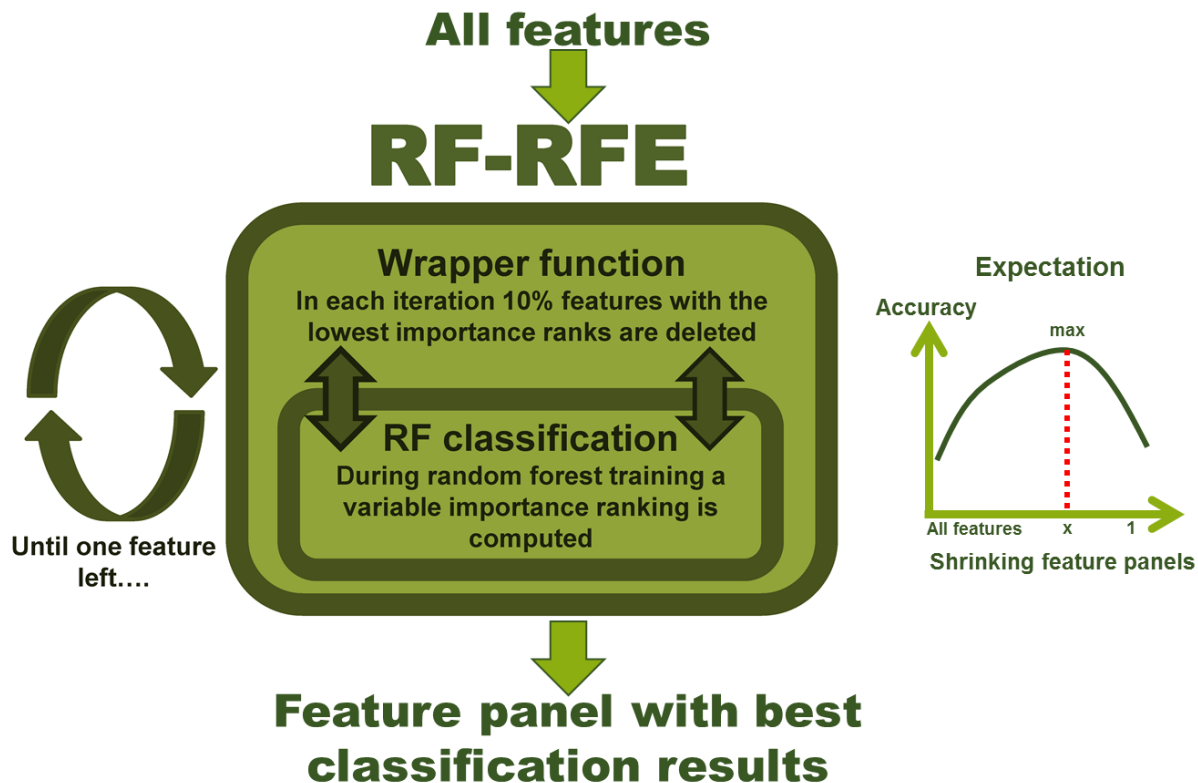 All features
RF-RFE
Wrapper function
In each iteration 10% features with the
lowest importance ranks are deleted
RF classification
During random forest training a
variable importance ranking is
computed
Until one feature
left....
Feature panel with best
classification results
Expectation
Accuracy
max
All features
x
1
Shrinking feature panels